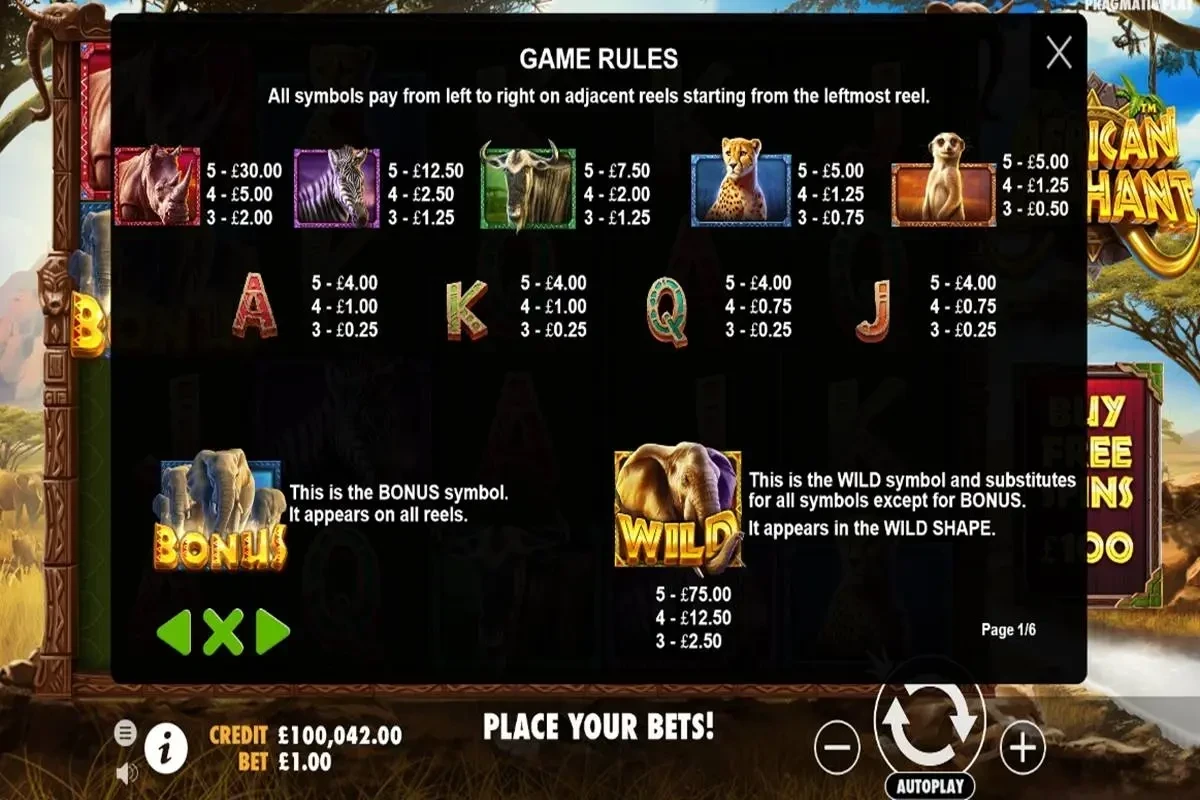 PRAGMATIC PLAY
GAME RULES
X
All symbols pay from left to right on adjacent reels starting from the leftmost reel.
5 - £30.00
4 - £5.00
3 - £2.00
5 - £12.50
4 - £2.50
3 - £1.25
5 - £7.50
4 - £2.00
3 - £1.25
5 - £5.00
4 - £1.25
3 - £0.75
5 - £5.00
4 - £1.25
3 - £0.50
TM
A
5 - £4.00
4 - £1.00
3 - £0.25
K
5 - £4.00
4 - £1.00
3 - £0.25
Q
5 - £4.00
4 - £0.75
3 - £0.25
J
5 - £4.00
4 - £0.75
3 - £0.25
BONUS
This is the BONUS symbol.
It appears on all reels.
WILD
This is the WILD symbol and substitutes
for all symbols except for BONUS.
It appears in the WILD SHAPE.
5 - £75.00
4 - £12.50
3 - £2.50
BUY
FREE
SPINS
£100
Page 1/6
i
CREDIT £100,042.00
BET £1.00
PLACE YOUR BETS!
AUTOPLAY